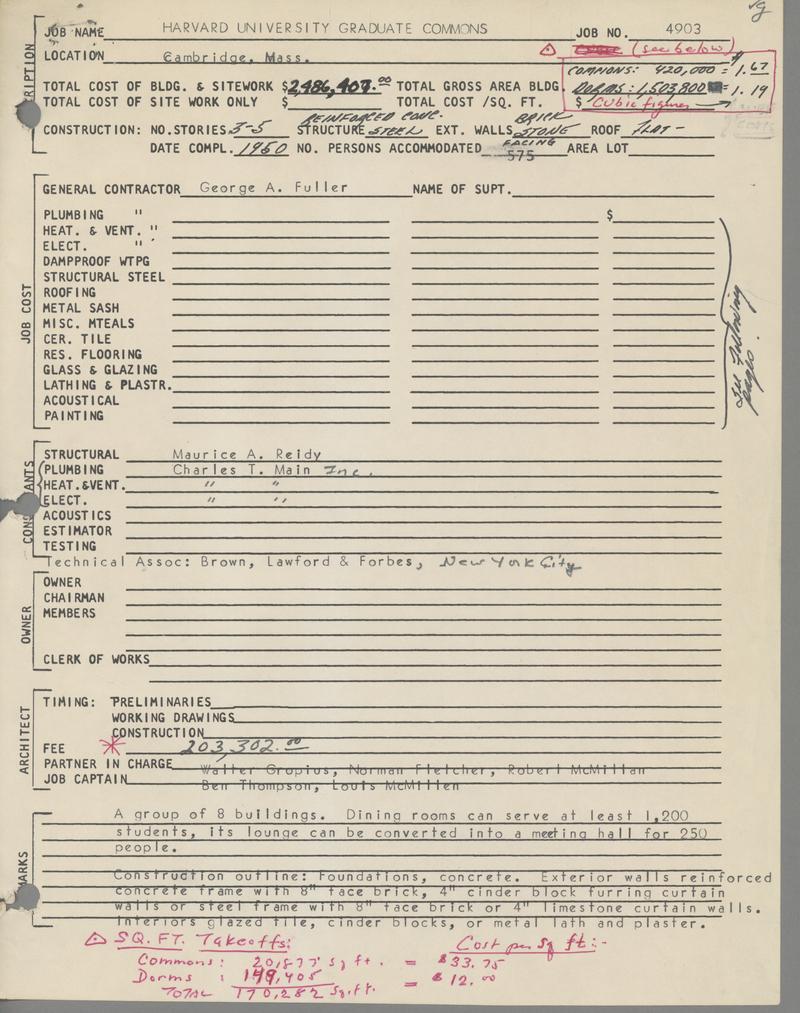 JOB NAME HARVARD UNIVERSITY GRADUATE COMMONS JOB NO. 4903
LOCATION Cambridge, Mass. (see below)
COMMONS: 420,000 = $1.67
TOTAL COST OF BLDG. & SITEWORK $2,486,407.00 TOTAL GROSS AREA BLDG. DORMS: 1,503,800 = 1.19
TOTAL COST OF SITE WORK ONLY $ TOTAL COST /SQ. FT. $ Cubic figures
REINFORCED CONC. BRICK
CONSTRUCTION: NO.STORIES 3-5 STRUCTURE STEEL EXT. WALLS STONE ROOF FLAT -
FACING
DATE COMPL. 1950 NO. PERSONS ACCOMMODATED 575 AREA LOT
GENERAL CONTRACTOR George A. Fuller NAME OF SUPT.
JOB COST
PLUMBING " $
HEAT. & VENT. "
ELECT. "
DAMPPROOF WTPG
STRUCTURAL STEEL
ROOFING
METAL SASH
MISC. MTEALS
CER. TILE
RES. FLOORING
GLASS & GLAZING
LATHING & PLASTR.
ACOUSTICAL
PAINTING
See Following pages.
STRUCTURAL Maurice A. Reidy
PLUMBING Charles T. Main Inc.
HEAT.&VENT. " "
ELECT. " "
ACOUSTICS
ESTIMATOR
TESTING
Technical Assoc: Brown, Lawford & Forbes, New York City
OWNER
OWNER
CHAIRMAN
MEMBERS
CLERK OF WORKS
ARCHITECT
TIMING: PRELIMINARIES
WORKING DRAWINGS
CONSTRUCTION
FEE * 203,302.00
PARTNER IN CHARGE Walter Gropius, Norman Fletcher, Robert McMillan
JOB CAPTAIN Ben Thompson, Louis McMillen
A group of 8 buildings. Dining rooms can serve at least 1,200
students, its lounge can be converted into a meeting hall for 250
people.
Construction outline: Foundations, concrete. Exterior walls reinforced
concrete frame with 8" face brick, 4" cinder block furring curtain
walls or steel frame with 8" face brick or 4" limestone curtain walls.
Interiors glazed tile, cinder blocks, or metal lath and plaster.
SQ. FT. Takeoffs: Cost per sq ft:-
Commons: 20,877 sq ft. = $33.75
Dorms: 149,405 = $12.00
TOTAL 170,282 sq.ft.